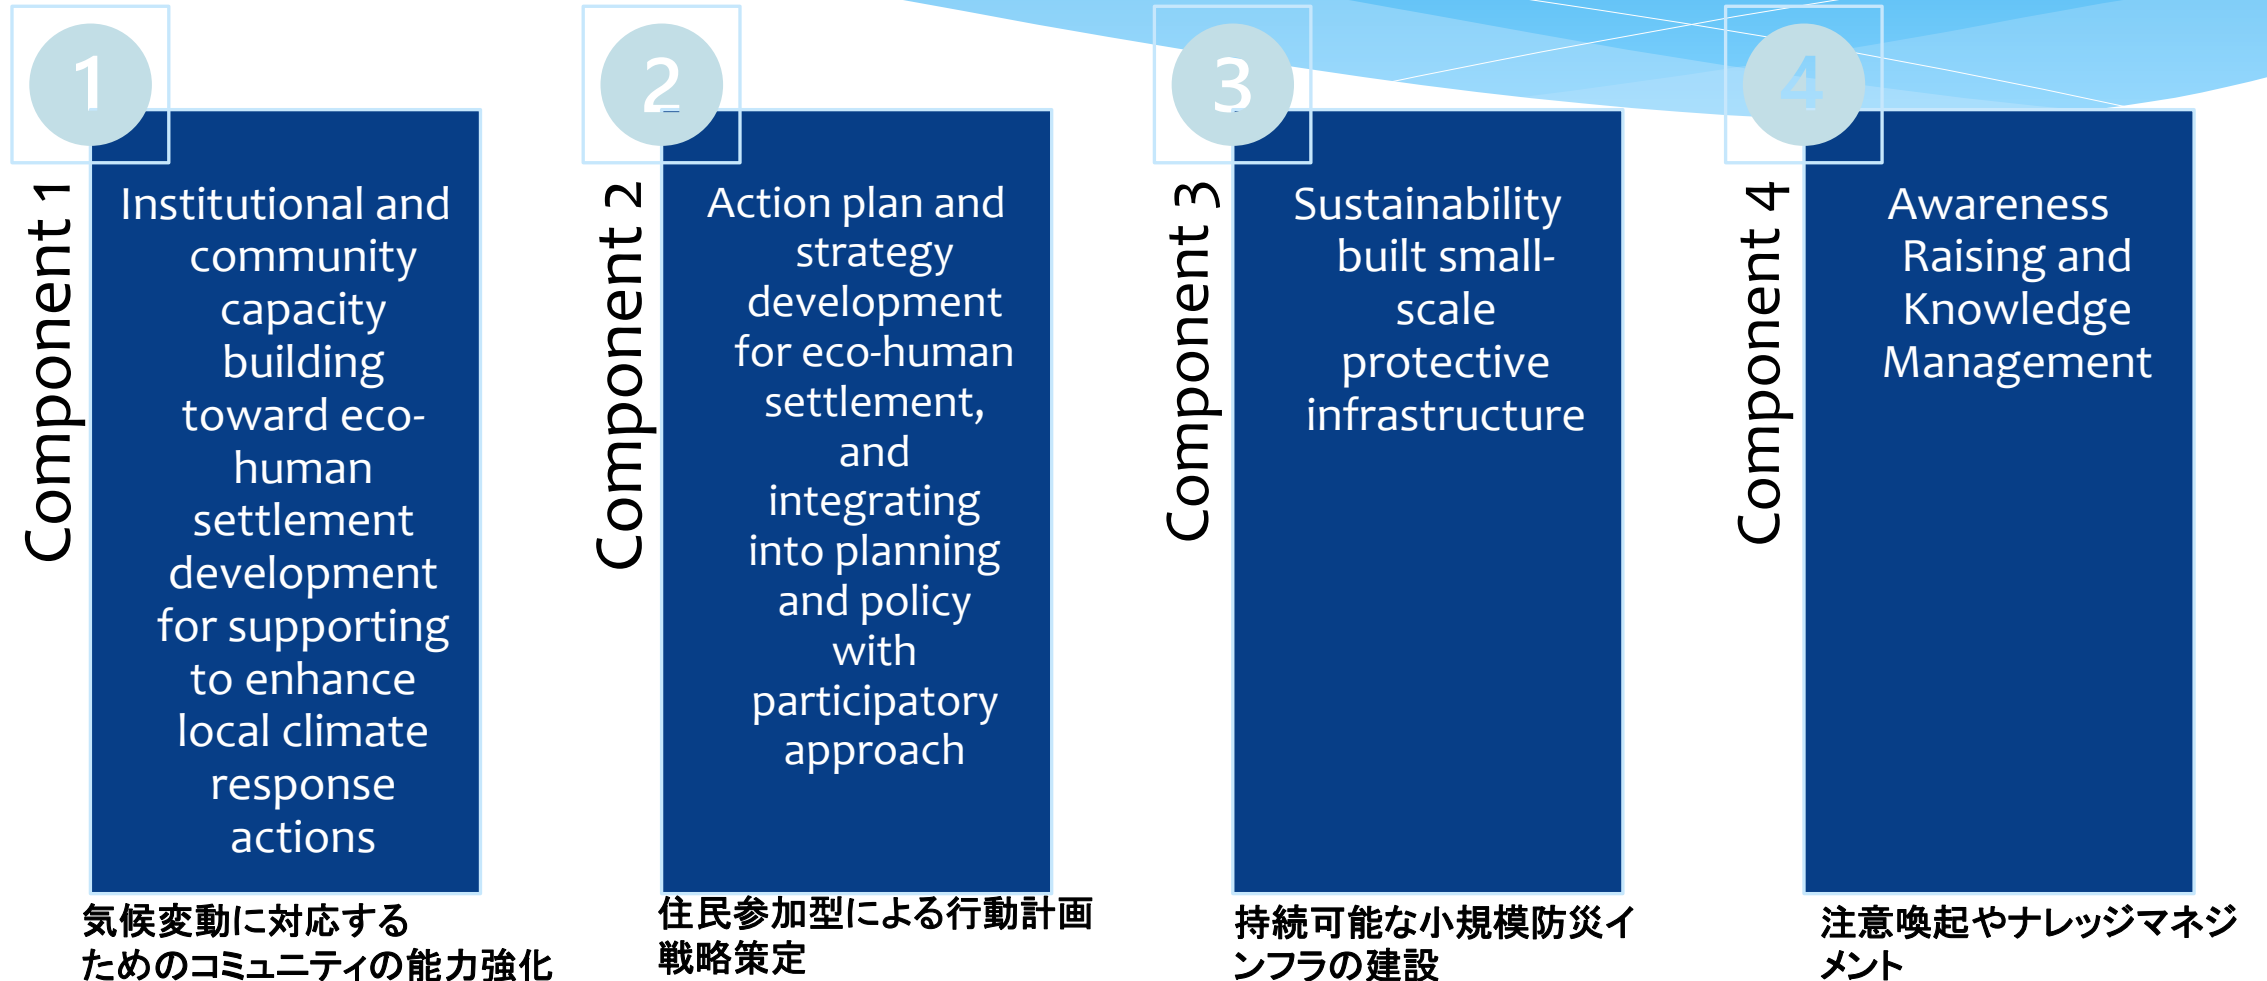 1
Component 1
Institutional and
community
capacity
building
toward eco-
human
settlement
development
for supporting
to enhance
local climate
response
actions
気候変動に対応する
ためのコミュニティの能力強化
2
Component 2
Action plan and
strategy
development
for eco-human
settlement,
and
integrating
into planning
and policy
with
participatory
approach
住民参加型による行動計画
戦略策定
3
Component 3
Sustainability
built small-
scale
protective
infrastructure
持続可能な小規模防災イ
ンフラの建設
4
Component 4
Awareness
Raising and
Knowledge
Management
注意喚起やナレッジマネジ
メント